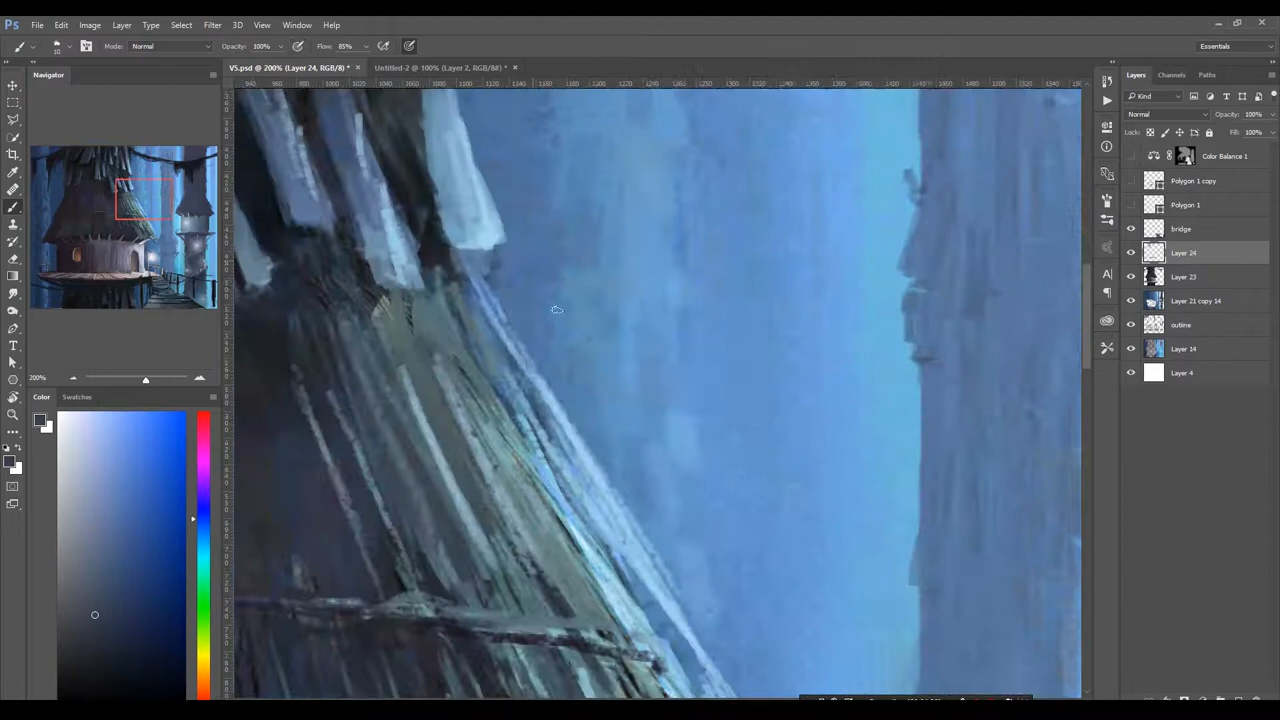 Ps File Edit Image Layer Type Select Filter 3D View Window Help
10 Mode: Normal Opacity: 100% Flow: 85% Essentials
Navigator
V5.psd @ 200% (Layer 24, RGB/8) * × Untitled-2 @ 100% (Layer 2, RGB/8#) * ×
Layers Channels Paths
Kind
Normal Opacity: 100%
Lock: Fill: 100%
Color Balance 1
Polygon 1 copy
Polygon 1
bridge
Layer 24
Layer 23
Layer 21 copy 14
outline
Layer 14
Layer 4
200%
Color Swatches